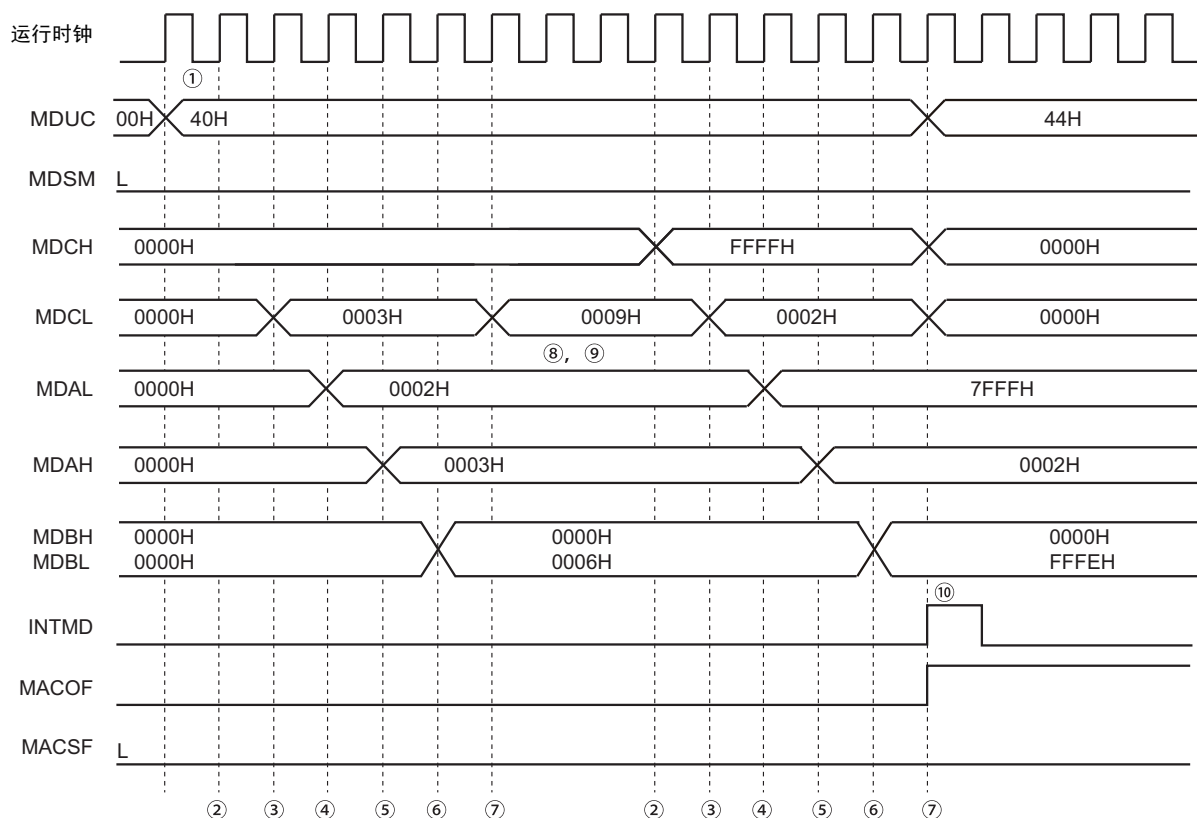 运行时钟
①
MDUC 00H 40H 44H
MDSM L
MDCH 0000H FFFFH 0000H
MDCL 0000H 0003H 0009H 0002H 0000H
⑧, ⑨
MDAL 0000H 0002H 7FFFH
MDAH 0000H 0003H 0002H
MDBH 0000H 0000H 0000H
MDBL 0000H 0006H FFFEH
⑩
INTMD
MACOF
MACSF L
② ③ ④ ⑤ ⑥ ⑦ ② ③ ④ ⑤ ⑥ ⑦